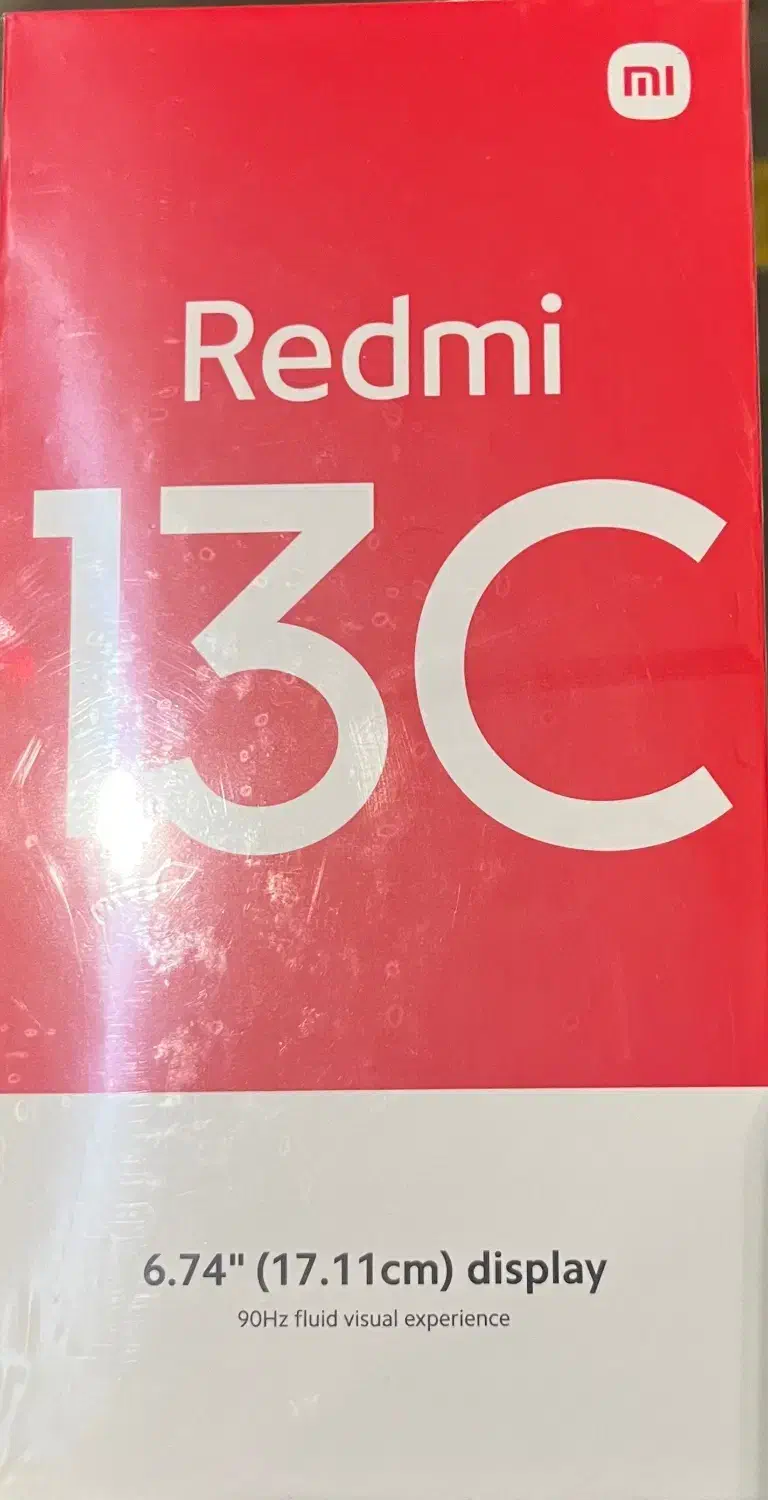 mi
Redmi
13C
6.74" (17.11cm) display
90Hz fluid visual experience